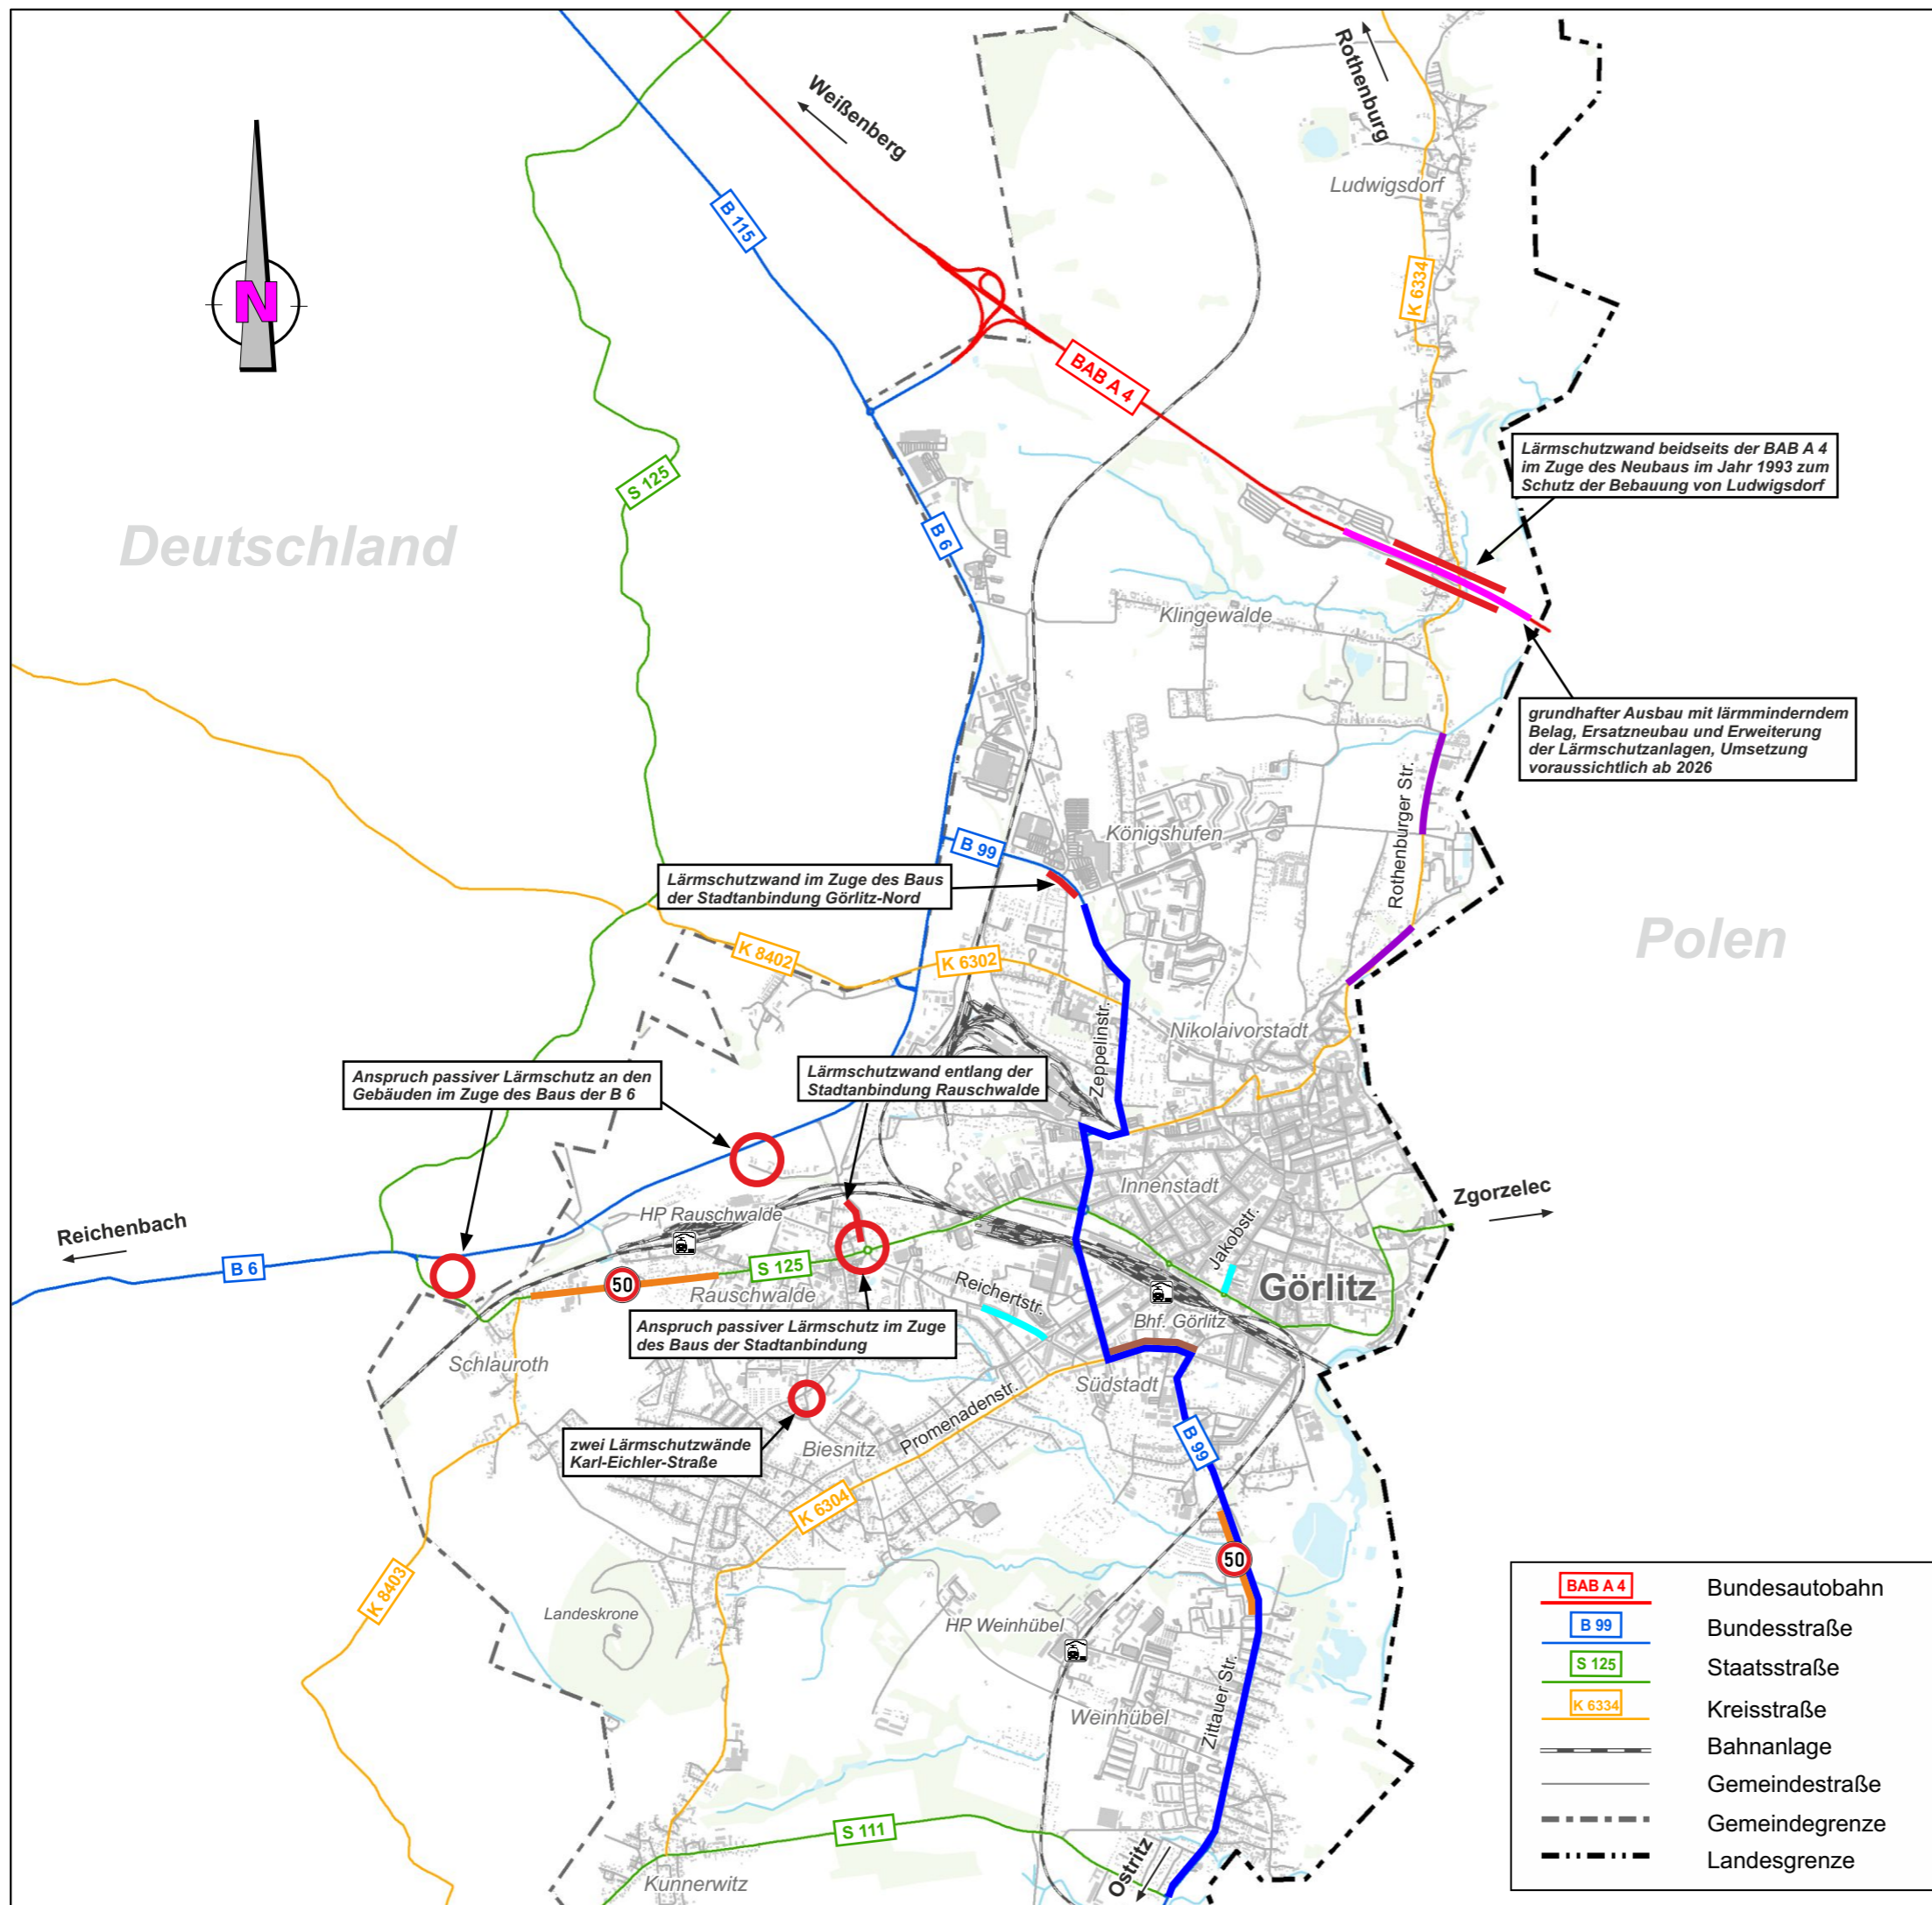 Weißenberg
Rothenburg
Ludwigsdorf
B 115
N
K 6334
BAB A 4
S 125
Deutschland
B 6
Lärmschutzwand beidseits der BAB A 4
im Zuge des Neubaus im Jahr 1993 zum
Schutz der Bebauung von Ludwigsdorf
Klingewalde
grundhafter Ausbau mit lärmminderndem
Belag, Ersatzneubau und Erweiterung
der Lärmschutzanlagen, Umsetzung
voraussichtlich ab 2026
Rothenburger Str.
Königshufen
B 99
Lärmschutzwand im Zuge des Baus
der Stadtanbindung Görlitz-Nord
Polen
K 8402
K 6302
Zeppelinstr.
Nikolaivorstadt
Anspruch passiver Lärmschutz an den
Gebäuden im Zuge des Baus der B 6
Lärmschutzwand entlang der
Stadtanbindung Rauschwalde
Innenstadt
Zgorzelec
Reichenbach
HP Rauschwalde
Jakobstr.
B 6
50
S 125
Rauschwalde
Reichertstr.
Görlitz
Bhf. Görlitz
Anspruch passiver Lärmschutz im Zuge
des Baus der Stadtanbindung
Schlauroth
Südstadt
Promenadenstr.
zwei Lärmschutzwände
Karl-Eichler-Straße
Biesnitz
B 99
K 6304
50
K 8403
Landeskrone
HP Weinhübel
Weinhübel
Zittauer Str.
S 111
Ostritz
Kunnerwitz
BAB A 4 Bundesautobahn
B 99 Bundesstraße
S 125 Staatsstraße
K 6334 Kreisstraße
Bahnanlage
Gemeindestraße
Gemeindegrenze
Landesgrenze